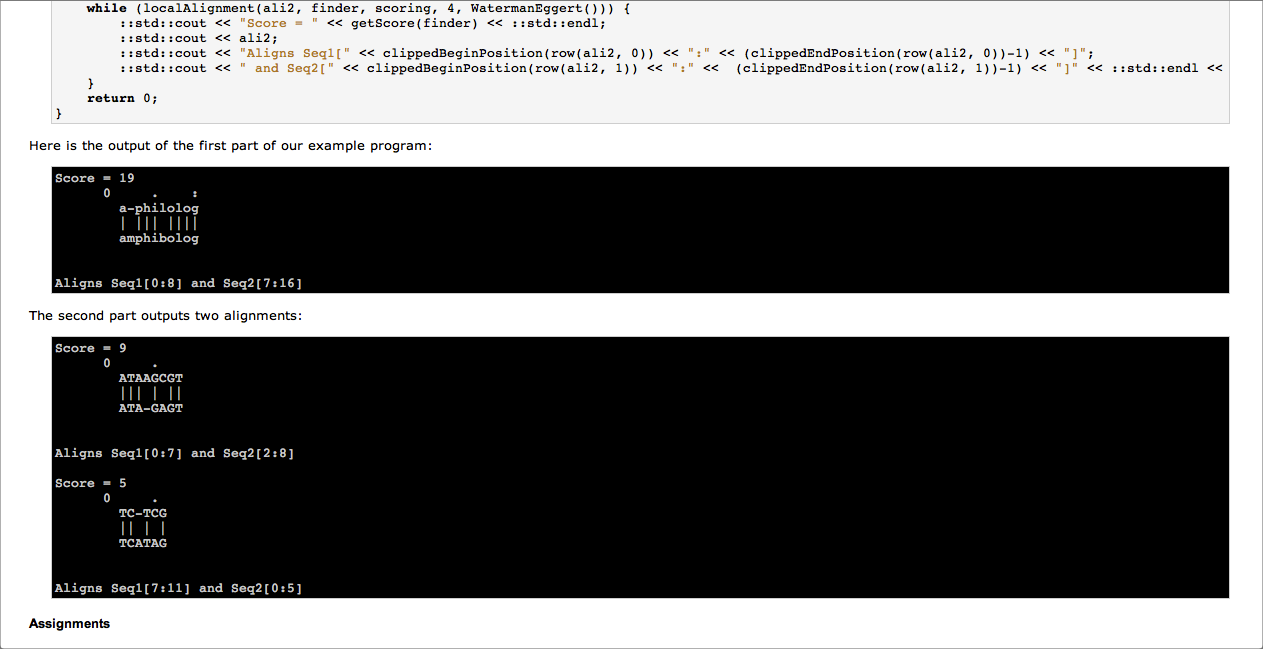 while (localAlignment(ali2, finder, scoring, 4, WatermanEggert())) {
::std::cout << "Score = " << getScore(finder) << ::std::endl;
::std::cout << ali2;
::std::cout << "Aligns Seq1[" << clippedBeginPosition(row(ali2, 0)) << ":" << (clippedEndPosition(row(ali2, 0))-1) << "]";
::std::cout << " and Seq2[" << clippedBeginPosition(row(ali2, 1)) << ":" <<  (clippedEndPosition(row(ali2, 1))-1) << "]" << ::std::endl <<
}
return 0;
}
Here is the output of the first part of our example program:
Score = 19
      0     .    :
        a-philolog
        | ||| ||||
        amphibolog
Aligns Seq1[0:8] and Seq2[7:16]
The second part outputs two alignments:
Score = 9
      0     .
        ATAAGCGT
        ||| | ||
        ATA-GAGT
Aligns Seq1[0:7] and Seq2[2:8]
Score = 5
      0     .
        TC-TCG
        || | |
        TCATAG
Aligns Seq1[7:11] and Seq2[0:5]
Assignments